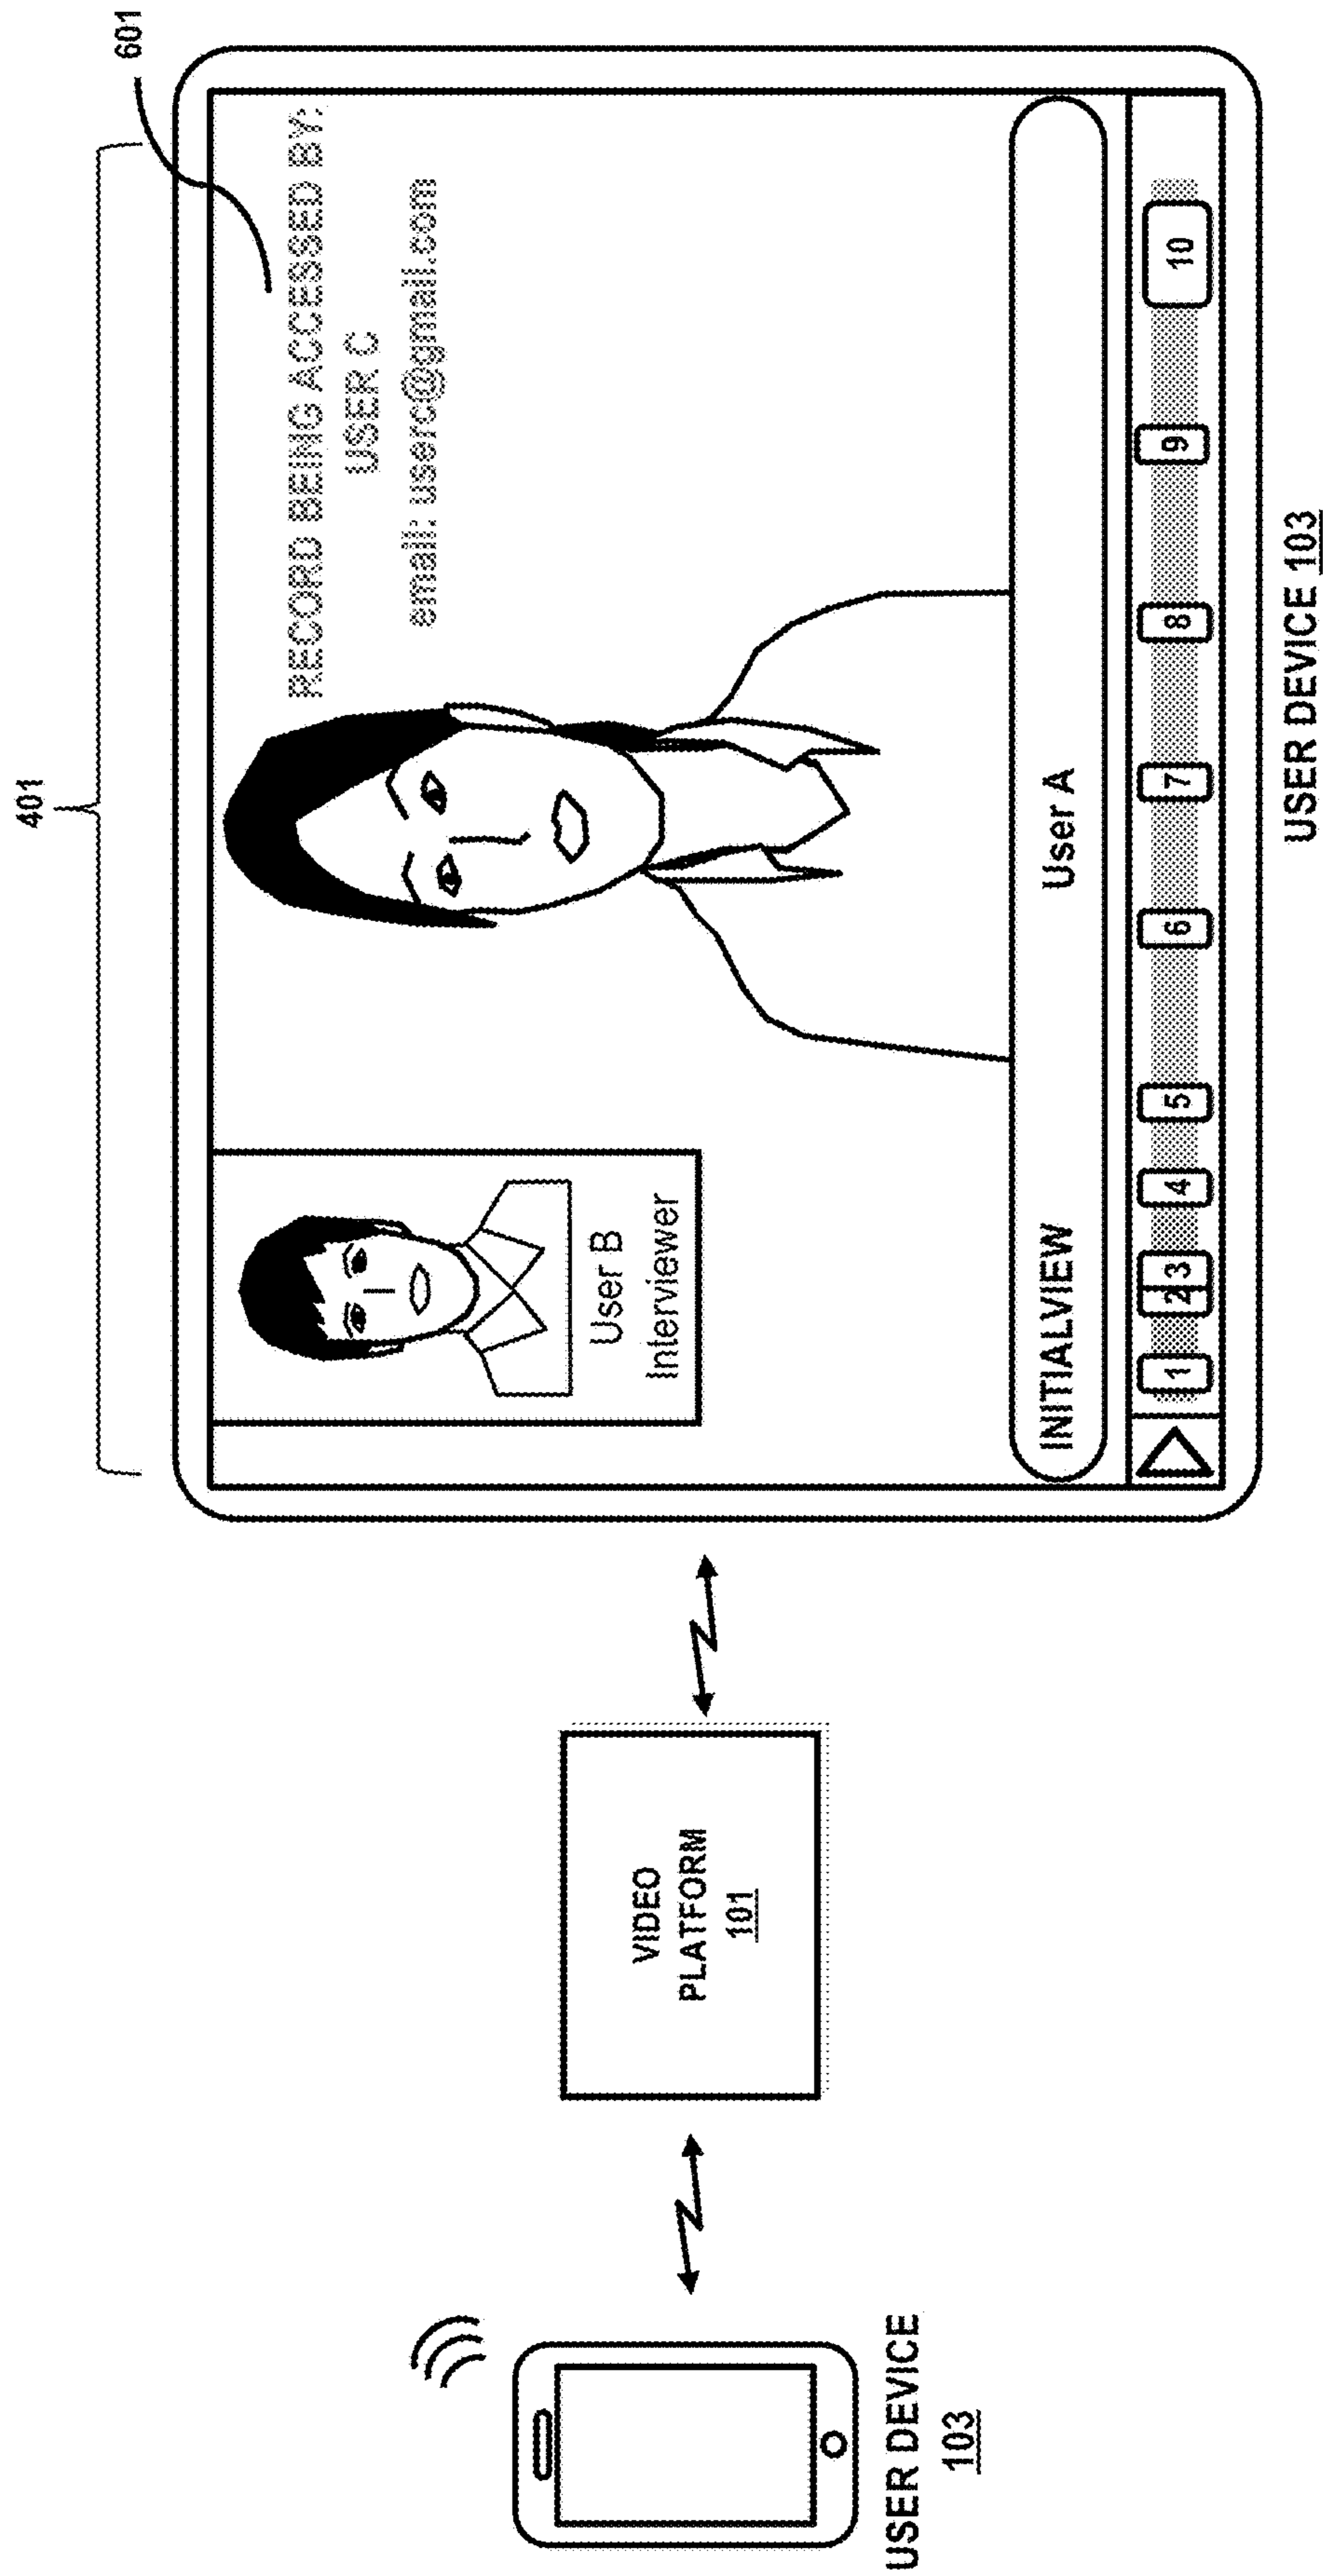 401
601
RECORD BEING ACCESSED BY:
USER C
email: userc@gmail.com
User B
Interviewer
INITIALVIEW
User A
1 2 3 4 5 6 7 8 9 10
USER DEVICE 103
VIDEO
PLATFORM
101
USER DEVICE
103